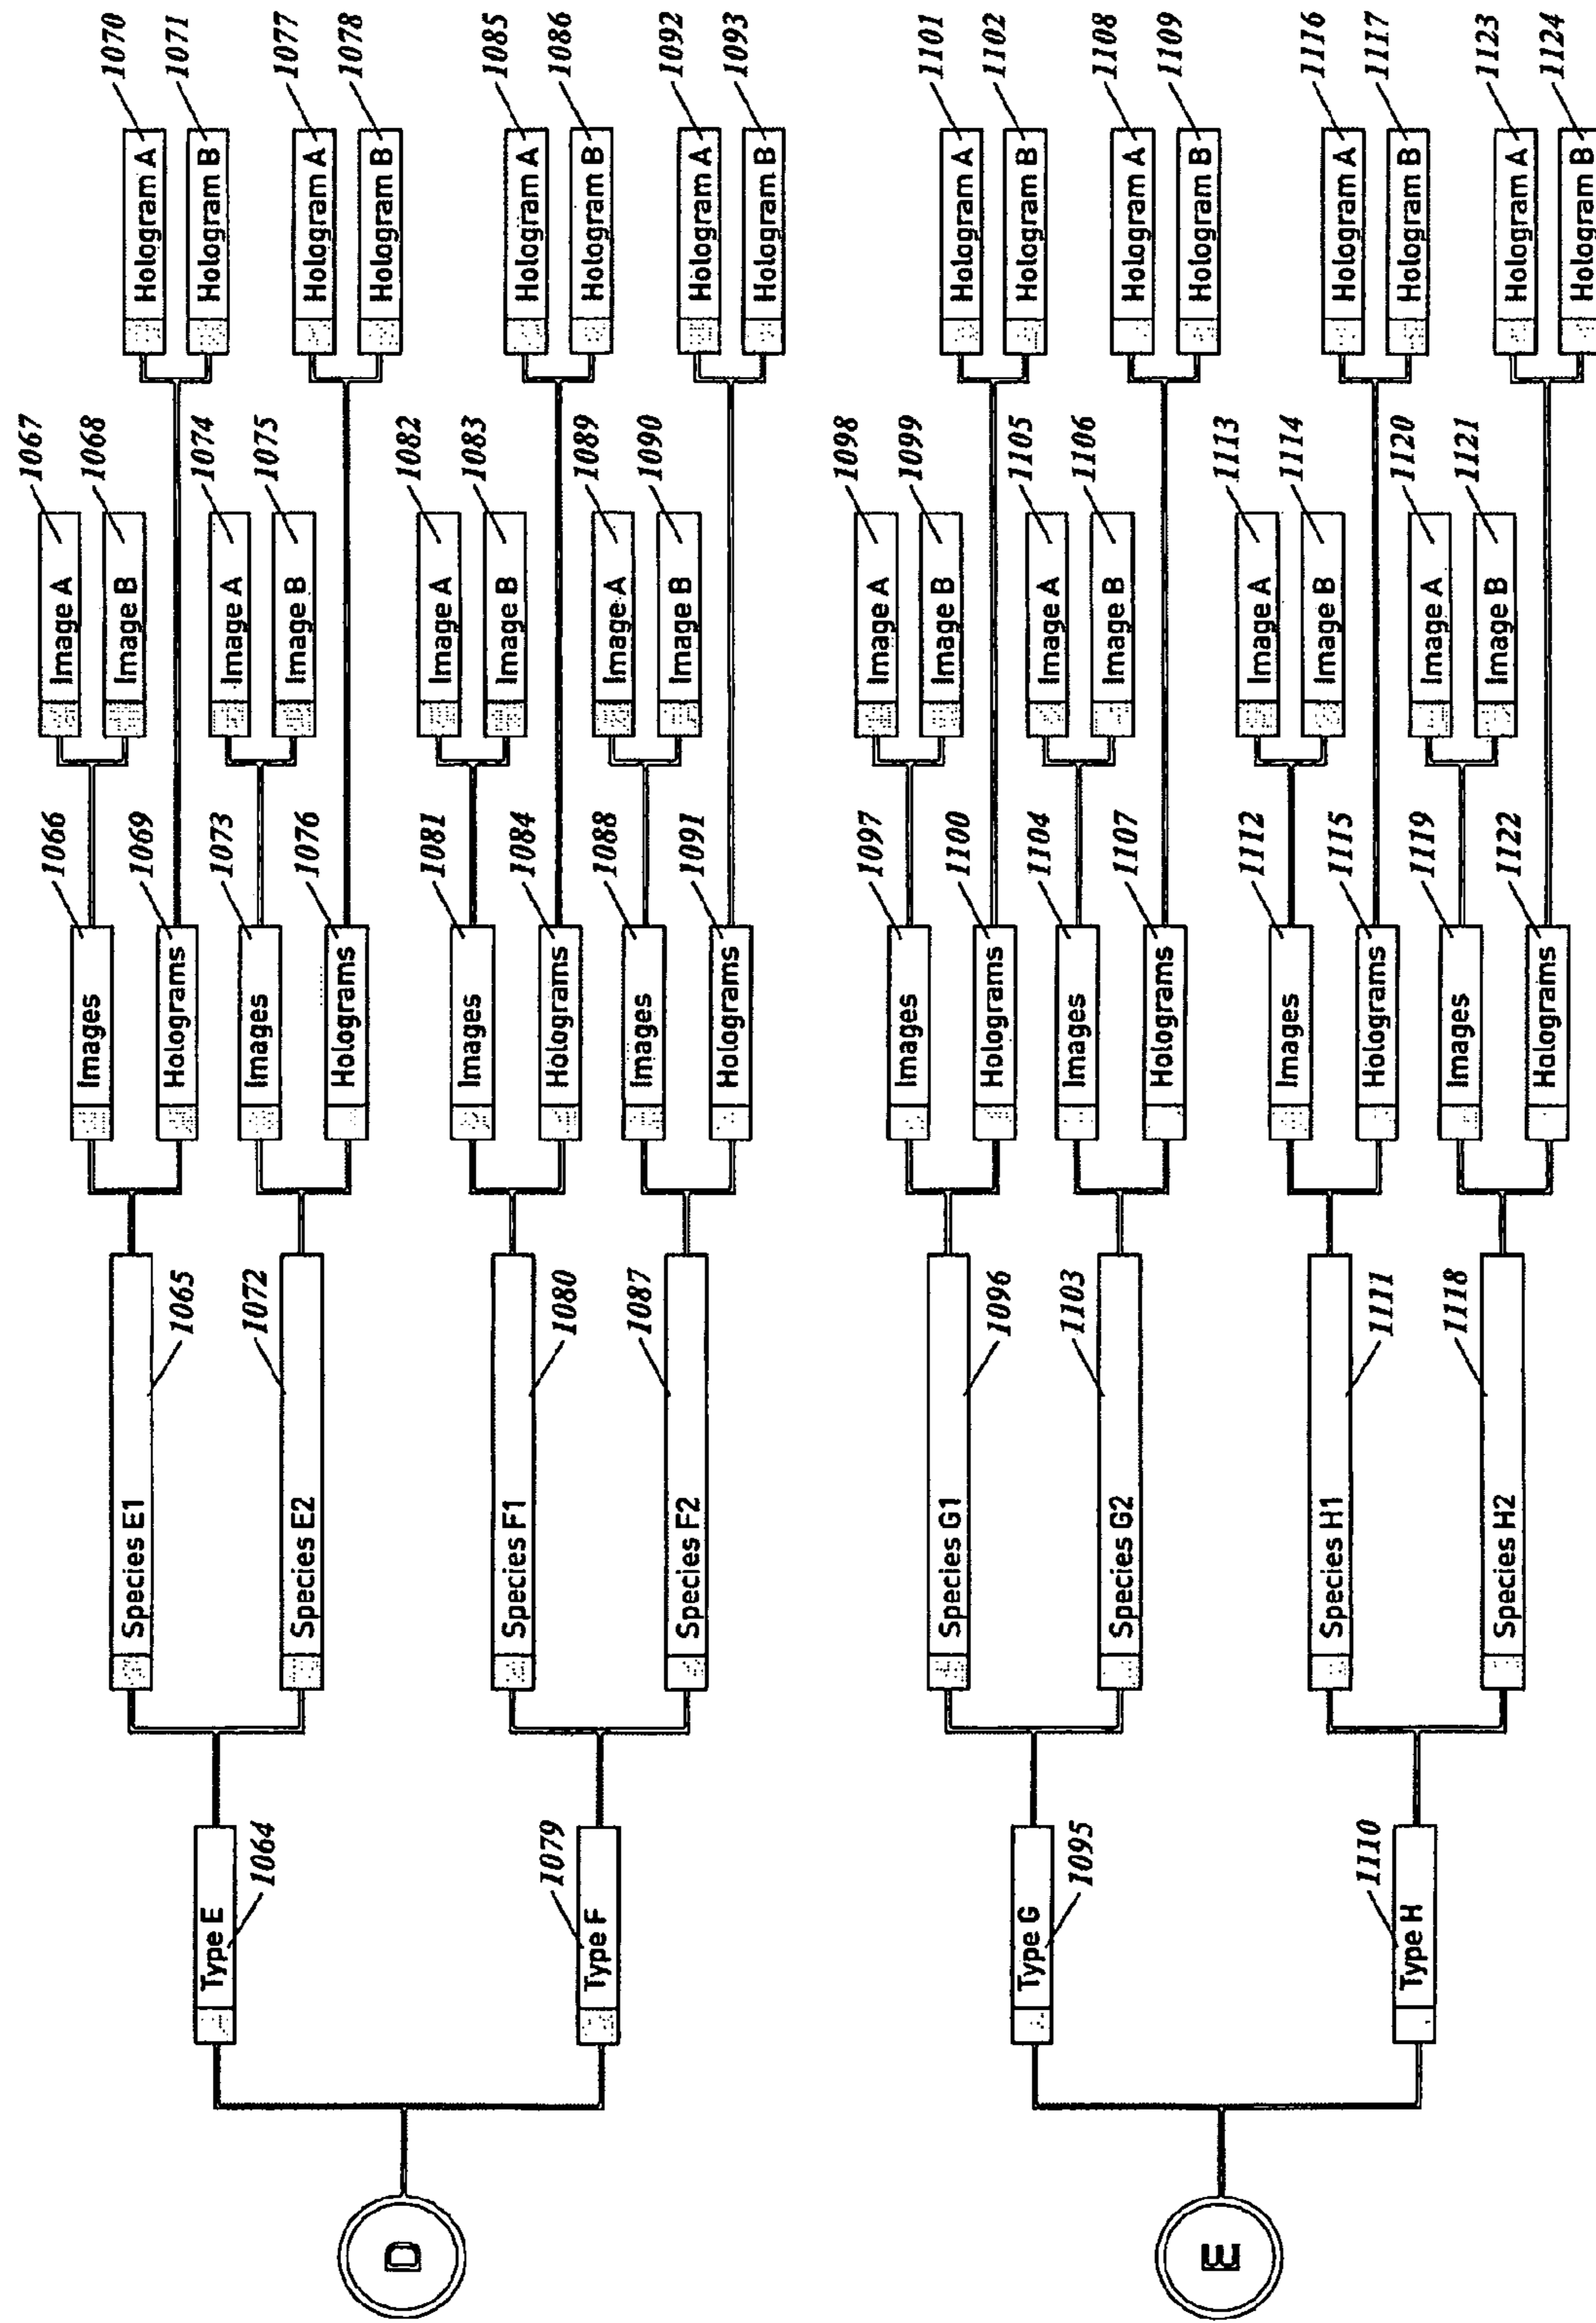 D
Type E
1064
Species E1
1065
Images
1066
Image A
1067
Image B
1068
Holograms
1069
Hologram A
1070
Hologram B
1071
Species E2
1072
Images
1073
Image A
1074
Image B
1075
Holograms
1076
Hologram A
1077
Hologram B
1078
Type F
1079
Species F1
1080
Images
1081
Image A
1082
Image B
1083
Holograms
1084
Hologram A
1085
Hologram B
1086
Species F2
1087
Images
1088
Image A
1089
Image B
1090
Holograms
1091
Hologram A
1092
Hologram B
1093
E
Type G
1095
Species G1
1096
Images
1097
Image A
1098
Image B
1099
Holograms
1100
Hologram A
1101
Hologram B
1102
Species G2
1103
Images
1104
Image A
1105
Image B
1106
Holograms
1107
Hologram A
1108
Hologram B
1109
Type H
1110
Species H1
1111
Images
1112
Image A
1113
Image B
1114
Holograms
1115
Hologram A
1116
Hologram B
1117
Species H2
1118
Images
1119
Image A
1120
Image B
1121
Holograms
1122
Hologram A
1123
Hologram B
1124